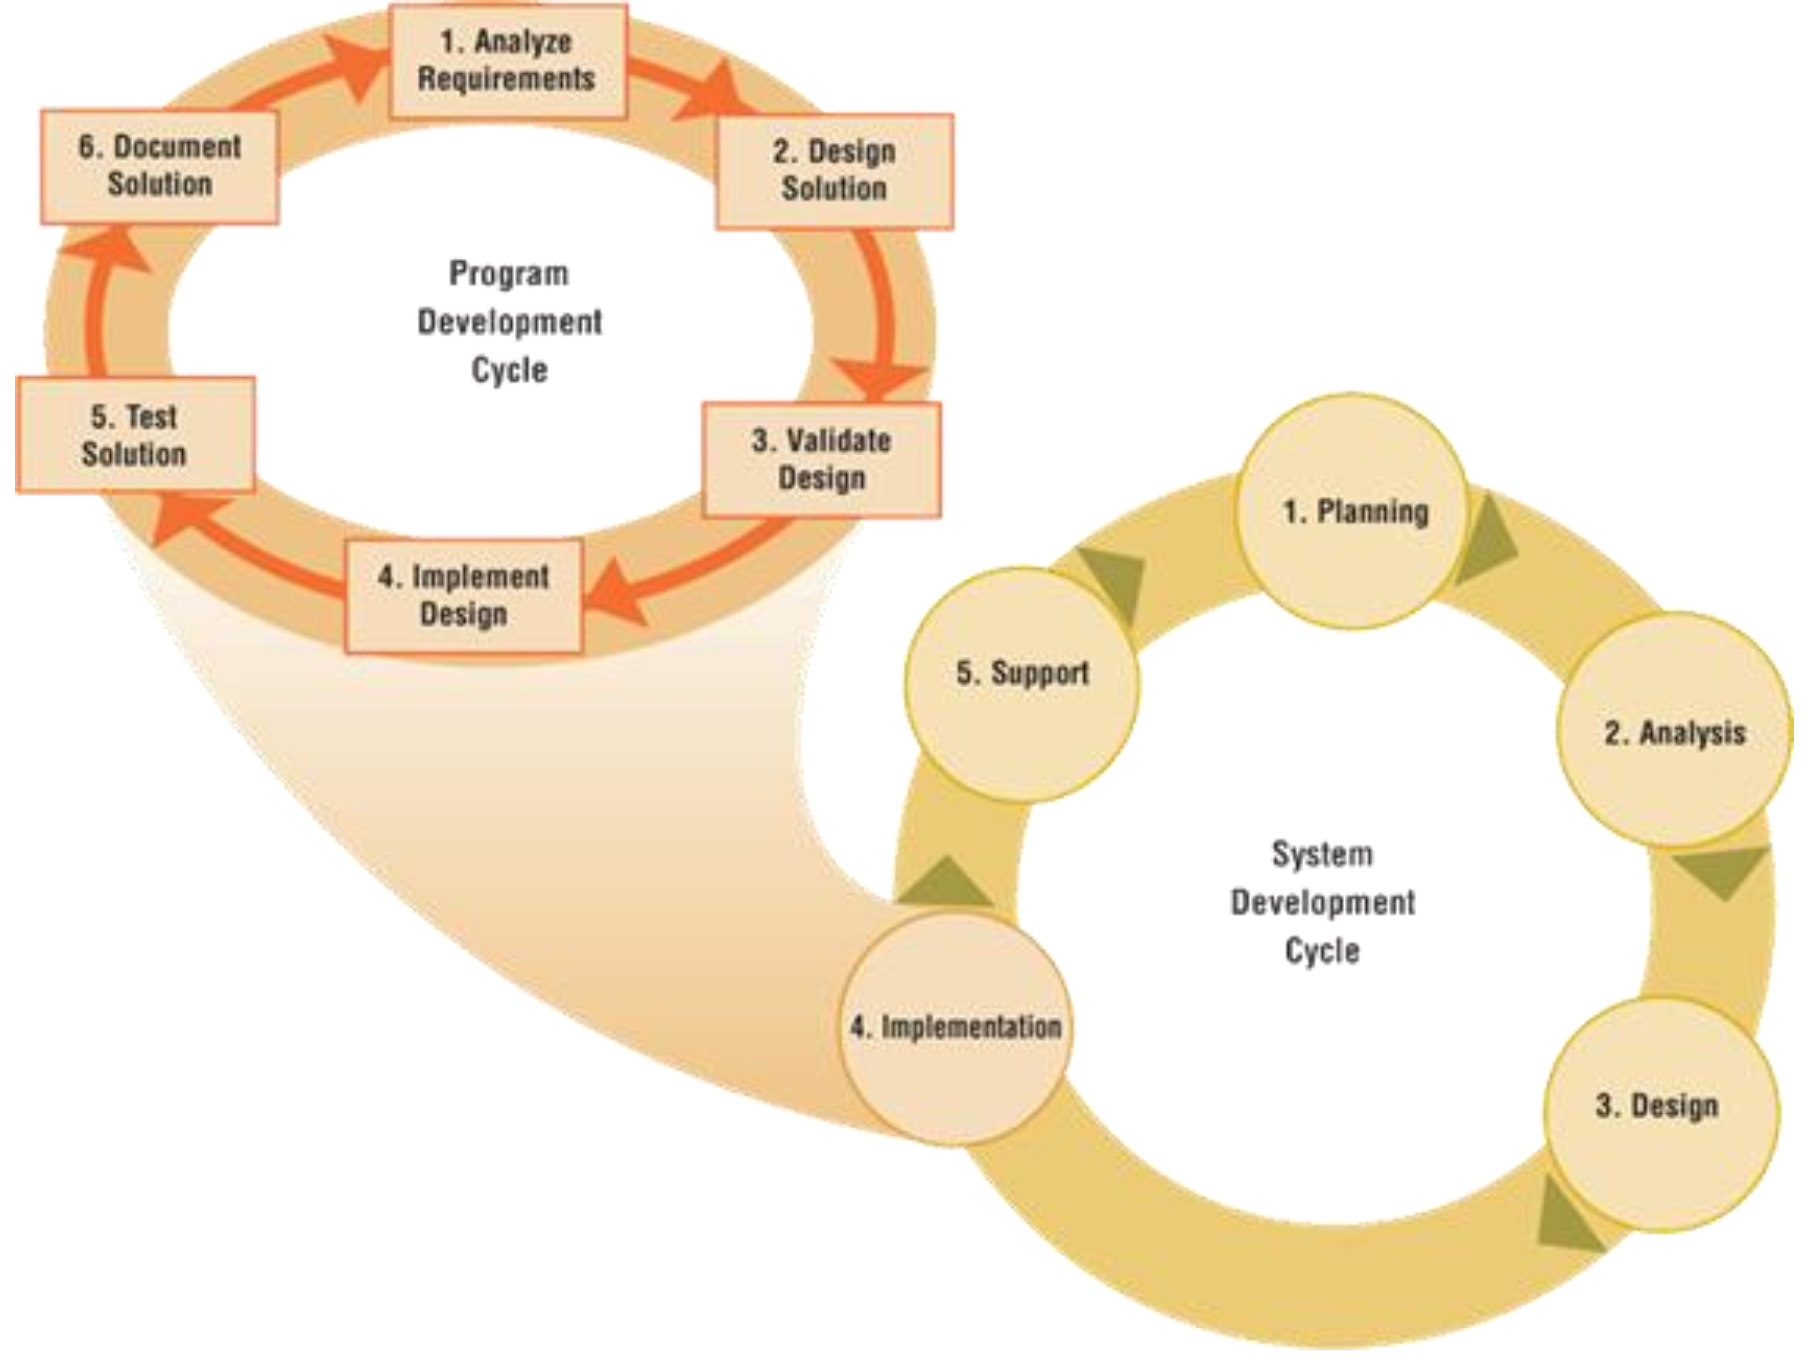 1. Analyze
Requirements
2. Design
Solution
3. Validate
Design
4. Implement
Design
5. Test
Solution
6. Document
Solution
Program
Development
Cycle
1. Planning
2. Analysis
3. Design
4. Implementation
5. Support
System
Development
Cycle